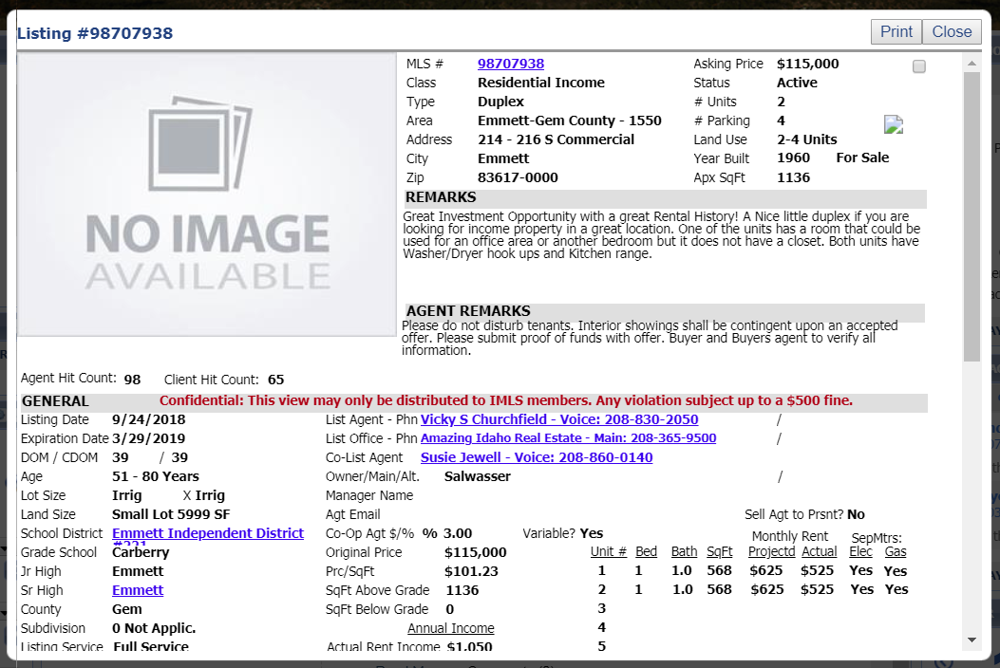 Listing #98707938
Print Close
NO IMAGE
AVAILABLE
MLS # 98707938 Asking Price $115,000
Class Residential Income Status Active
Type Duplex # Units 2
Area Emmett-Gem County - 1550 # Parking 4
Address 214 - 216 S Commercial Land Use 2-4 Units
City Emmett Year Built 1960 For Sale
Zip 83617-0000 Apx SqFt 1136
REMARKS
Great Investment Opportunity with a great Rental History! A Nice little duplex if you are
looking for income property in a great location. One of the units has a room that could be
used for an office area or another bedroom but it does not have a closet. Both units have
Washer/Dryer hook ups and Kitchen range.
AGENT REMARKS
Please do not disturb tenants. Interior showings shall be contingent upon an accepted
offer. Please submit proof of funds with offer. Buyer and Buyers agent to verify all
information.
Agent Hit Count: 98 Client Hit Count: 65
GENERAL Confidential: This view may only be distributed to IMLS members. Any violation subject up to a $500 fine.
Listing Date 9/24/2018 List Agent - Phn Vicky S Churchfield - Voice: 208-830-2050 /
Expiration Date 3/29/2019 List Office - Phn Amazing Idaho Real Estate - Main: 208-365-9500 /
DOM / CDOM 39 / 39 Co-List Agent Susie Jewell - Voice: 208-860-0140
Age 51 - 80 Years Owner/Main/Alt. Salwasser /
Lot Size Irrig X Irrig Manager Name
Land Size Small Lot 5999 SF Agt Email Sell Agt to Prsnt? No
School District Emmett Independent District #221 Co-Op Agt $/% % 3.00 Variable? Yes Monthly Rent SepMtrs:
Grade School Carberry Original Price $115,000 Unit # Bed Bath SqFt Projectd Actual Elec Gas
Jr High Emmett Prc/SqFt $101.23 1 1 1.0 568 $625 $525 Yes Yes
Sr High Emmett SqFt Above Grade 1136 2 1 1.0 568 $625 $525 Yes Yes
County Gem SqFt Below Grade 0 3
Subdivision 0 Not Applic. Annual Income 4
Listing Service Full Service Actual Rent Income $1,050 5